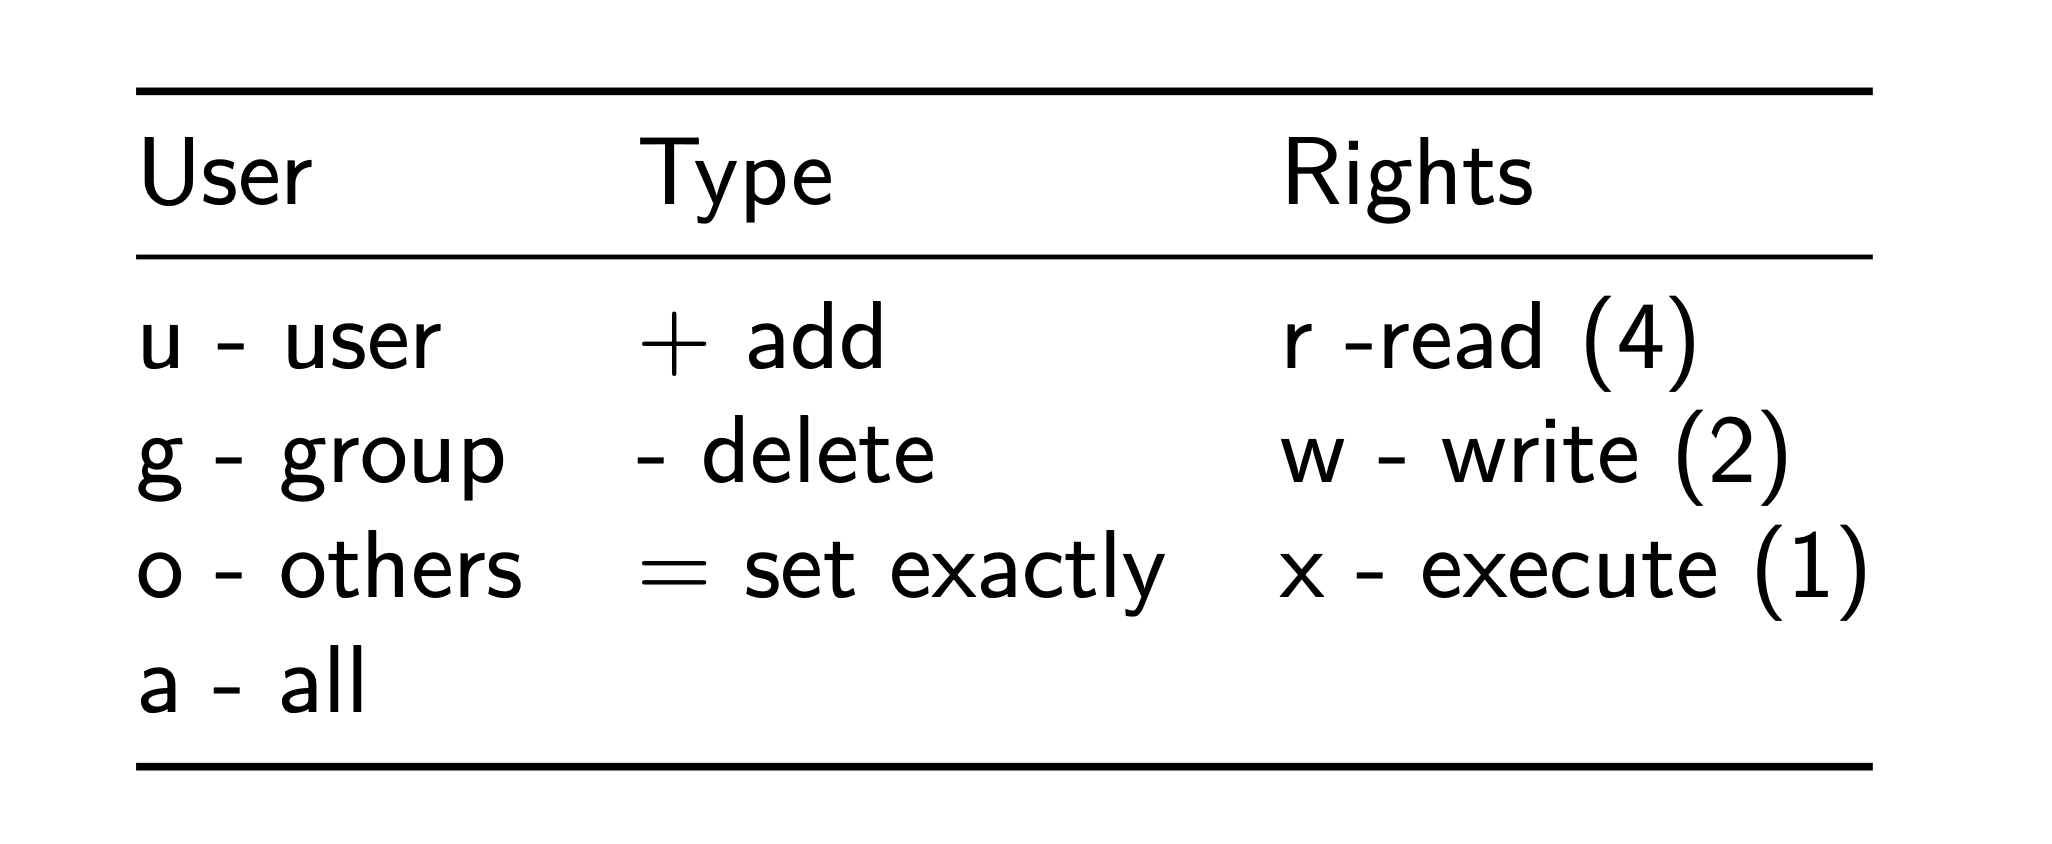 User Type Rights
u - user + add r -read (4)
g - group - delete w - write (2)
o - others = set exactly x - execute (1)
a - all